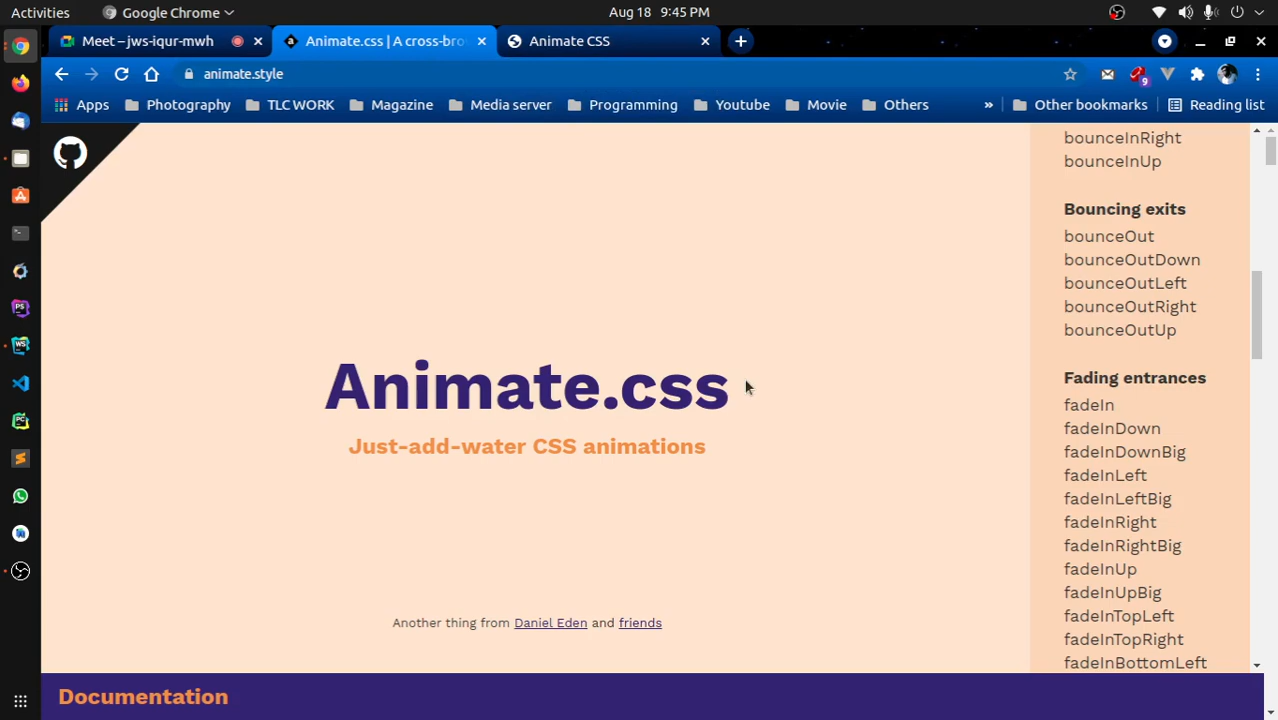 Activities
Google Chrome
Aug 18 9:45 PM
Meet – jws-iqur-mwh
Animate.css | A cross-bro
Animate CSS
animate.style
9
Apps
Photography
TLC WORK
Magazine
Media server
Programming
Youtube
Movie
Others
»
Other bookmarks
Reading list
Animate.css
Just-add-water CSS animations
Another thing from Daniel Eden and friends
Documentation
bounceInRight
bounceInUp
Bouncing exits
bounceOut
bounceOutDown
bounceOutLeft
bounceOutRight
bounceOutUp
Fading entrances
fadeIn
fadeInDown
fadeInDownBig
fadeInLeft
fadeInLeftBig
fadeInRight
fadeInRightBig
fadeInUp
fadeInUpBig
fadeInTopLeft
fadeInTopRight
fadeInBottomLeft